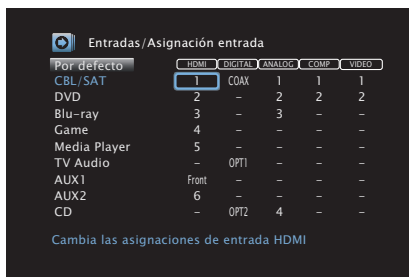 Entradas/Asignación entrada
Por defecto HDMI DIGITAL ANALOG COMP VIDEO
CBL/SAT 1 COAX 1 1 1
DVD 2 – 2 2 2
Blu-ray 3 – 3 – –
Game 4 – – – –
Media Player 5 – – – –
TV Audio – OPT1 – – –
AUX1 Front – – – –
AUX2 6 – – – –
CD – OPT2 4 – –
Cambia las asignaciones de entrada HDMI